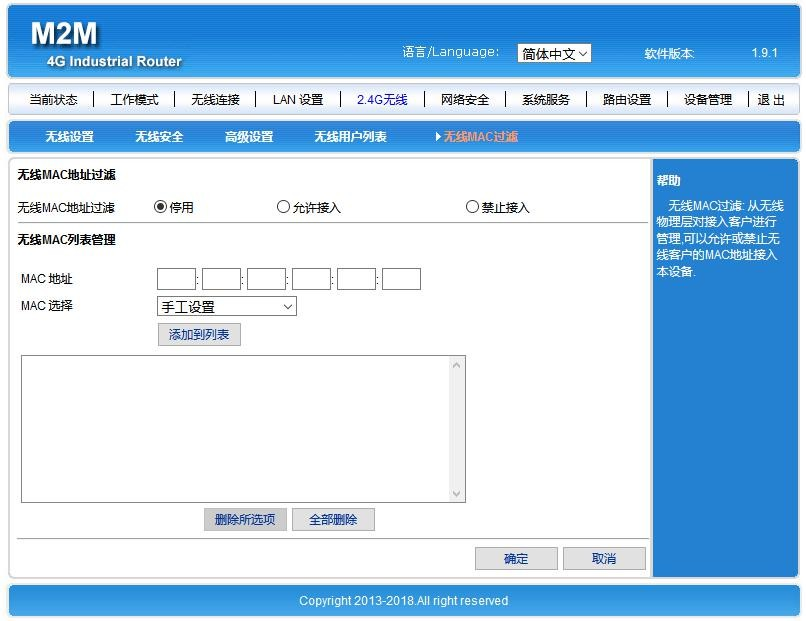 M2M
4G Industrial Router
语言/Language: 简体中文 软件版本: 1.9.1
当前状态 工作模式 无线连接 LAN 设置 2.4G无线 网络安全 系统服务 路由设置 设备管理 退 出
无线设置 无线安全 高级设置 无线用户列表 无线MAC过滤
无线MAC地址过滤
无线MAC地址过滤 停用 允许接入 禁止接入
无线MAC列表管理
MAC 地址 : : : : :
MAC 选择 手工设置
添加到列表
删除所选项 全部删除
确定 取消
帮助
无线MAC过滤: 从无线
物理层对接入客户进行
管理,可以允许或禁止无
线客户的MAC地址接入
本设备.
Copyright 2013-2018.All right reserved